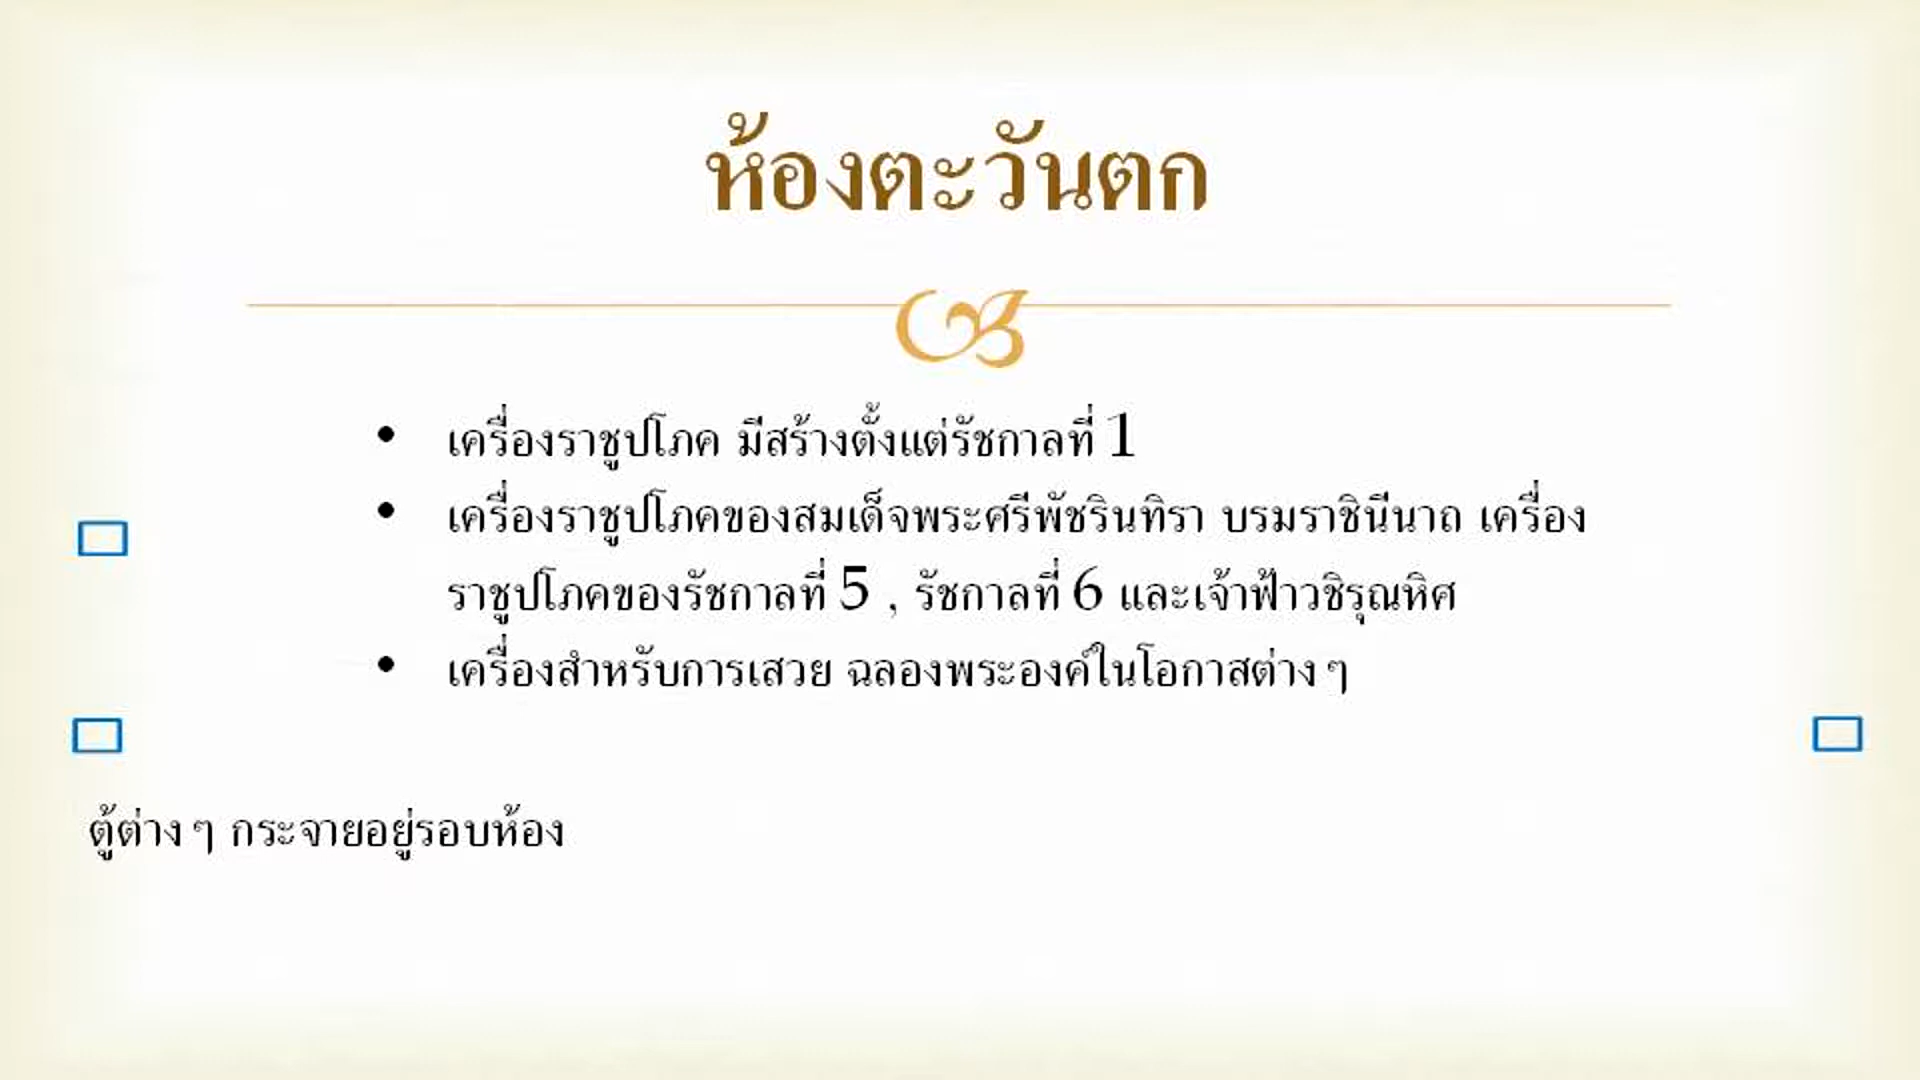 ห้องตะวันตก
• เครื่องราชูปโภค มีสร้างตั้งแต่รัชกาลที่ 1
• เครื่องราชูปโภคของสมเด็จพระศรีพัชรินทิรา บรมราชินีนาถ เครื่อง
ราชูปโภคของรัชกาลที่ 5 , รัชกาลที่ 6 และเจ้าฟ้าวชิรุณหิศ
• เครื่องสำหรับการเสวย ฉลองพระองค์ในโอกาสต่าง ๆ
ตู้ต่าง ๆ กระจายอยู่รอบห้อง